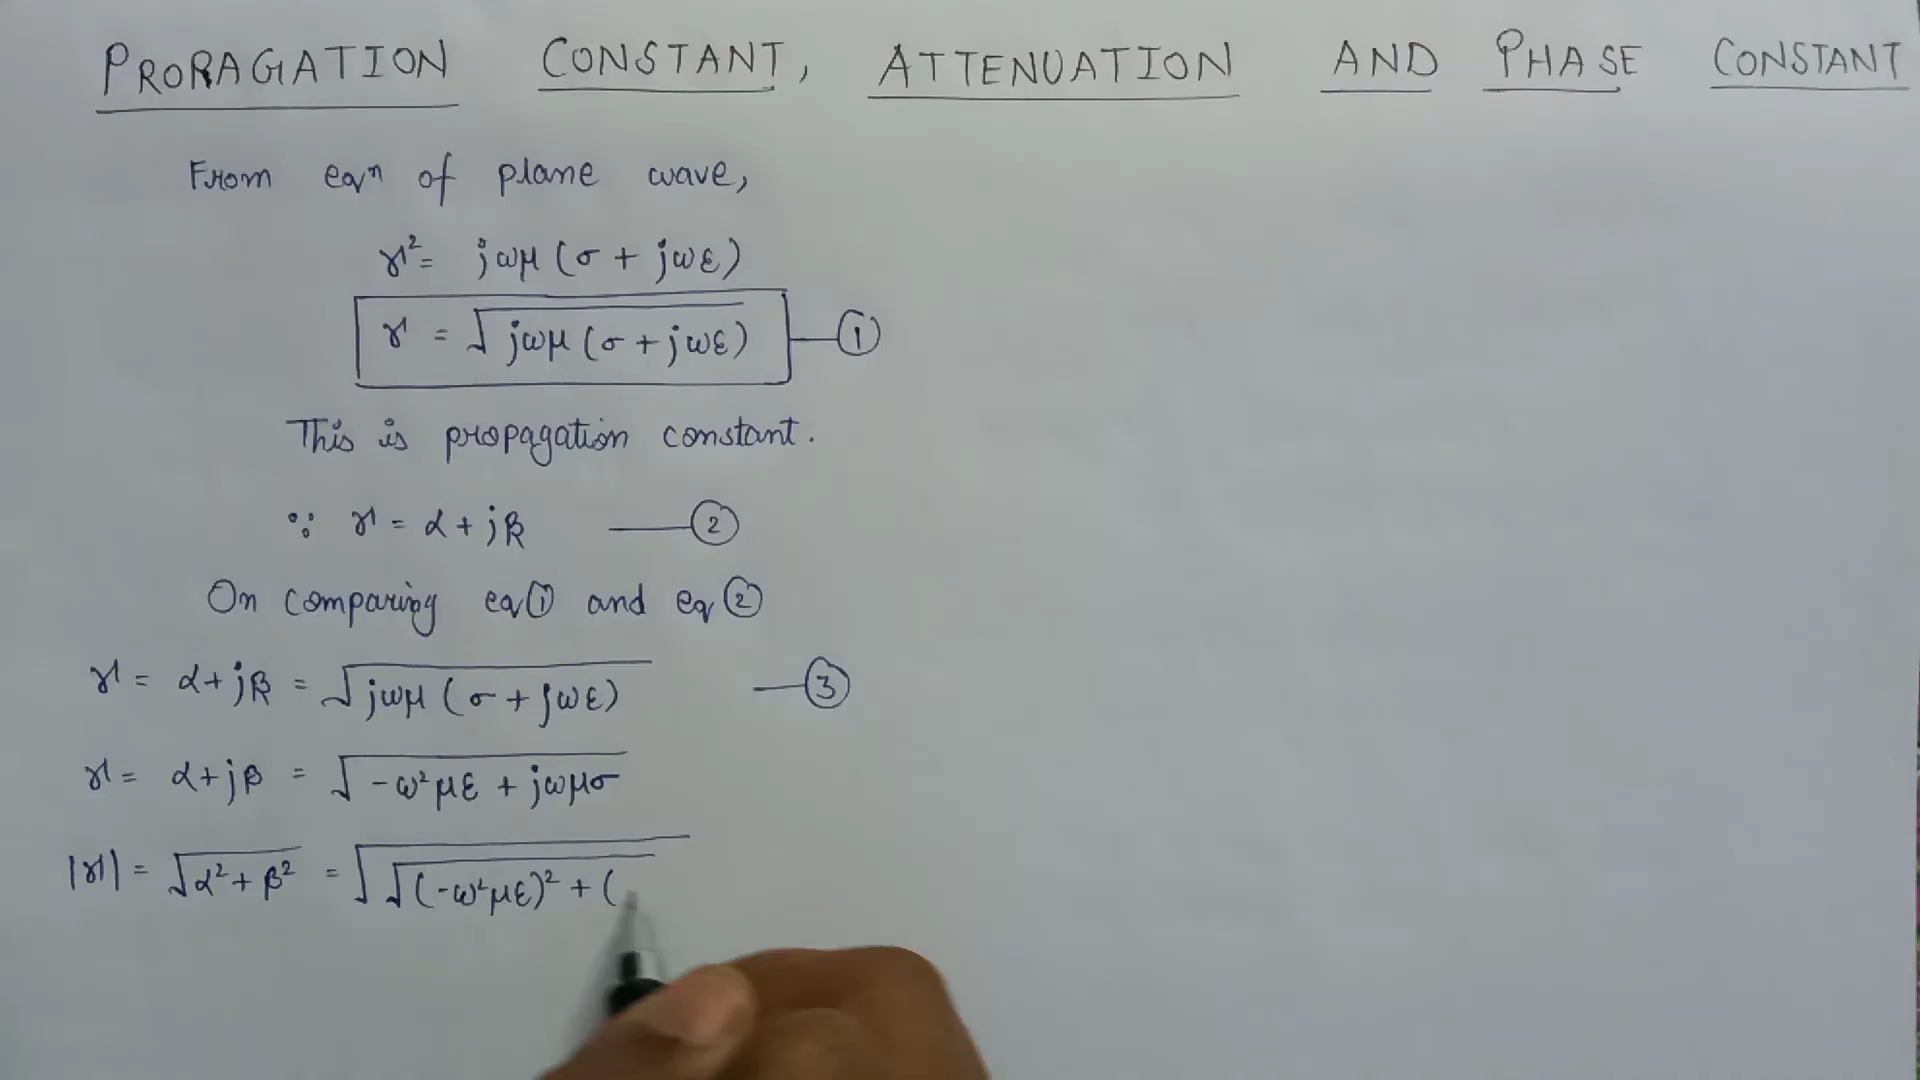 PROPAGATION CONSTANT, ATTENUATION AND PHASE CONSTANT
From eqⁿ of plane wave,
γ² = jωμ (σ + jωε)
γ = √(jωμ (σ + jωε)) —①
This is propagation constant.
∵ γ = α + jβ —②
On comparing eq① and eq②
γ = α + jβ = √(jωμ (σ + jωε)) —③
γ = α + jβ = √(-ω²με + jωμσ)
|γ| = √(α² + β²) = √√(-ω²με)² + (